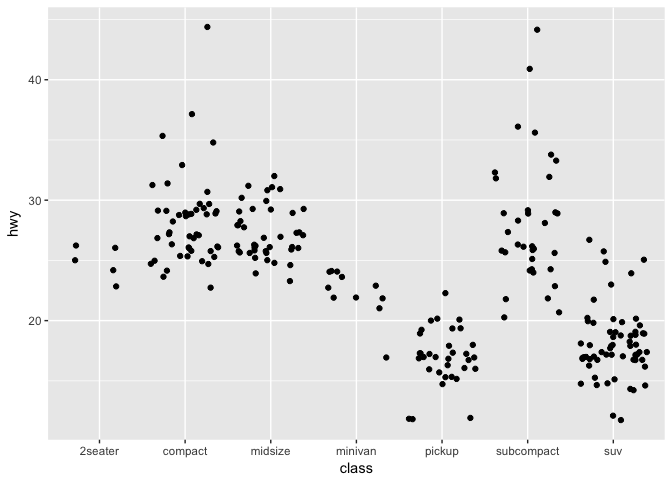 40
30
20
hwy
2seater compact midsize minivan pickup subcompact suv
class